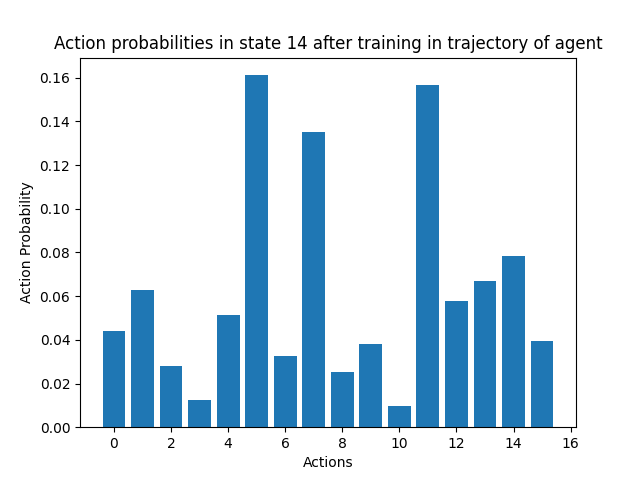 Action probabilities in state 14 after training in trajectory of agent
0.16
0.14
0.12
0.10
0.08
0.06
0.04
0.02
0.00
Action Probability
0 2 4 6 8 10 12 14 16
Actions